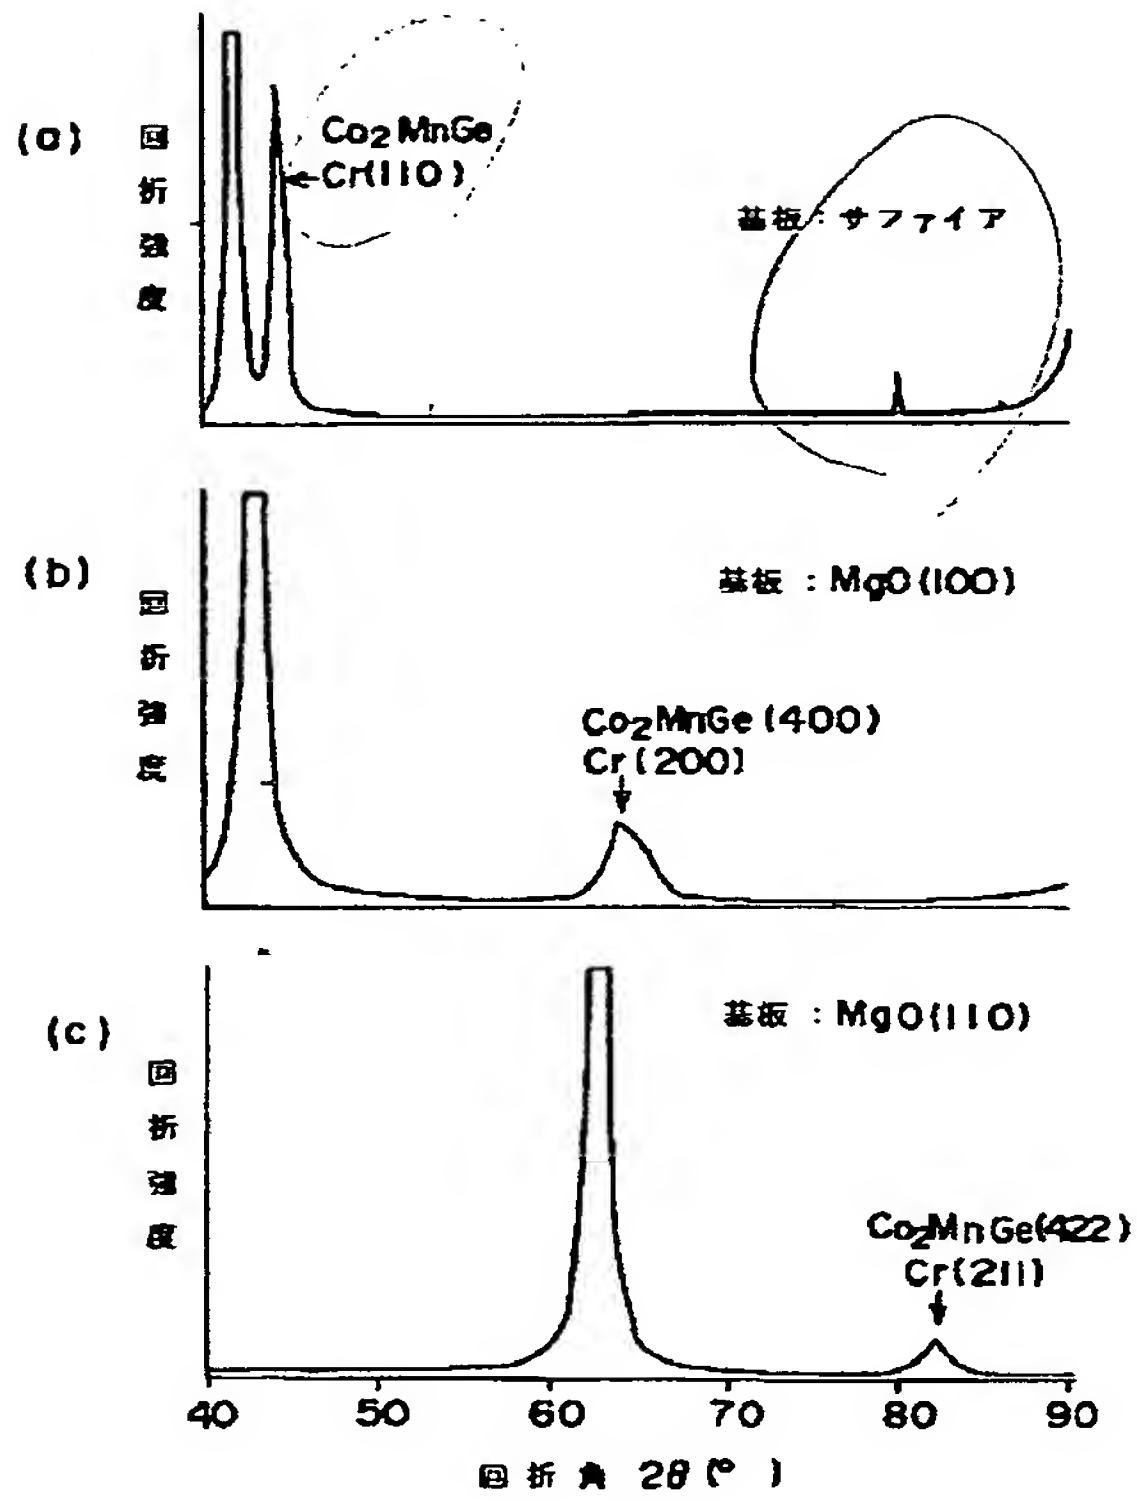 (a)
回折強度
Co₂MnGe
Cr(110)
基板：サファイア
(b)
回折強度
基板：MgO(100)
Co₂MnGe(400)
Cr(200)
(c)
回折強度
基板：MgO(110)
Co₂MnGe(422)
Cr(211)
40 50 60 70 80 90
回折角 2θ(° )